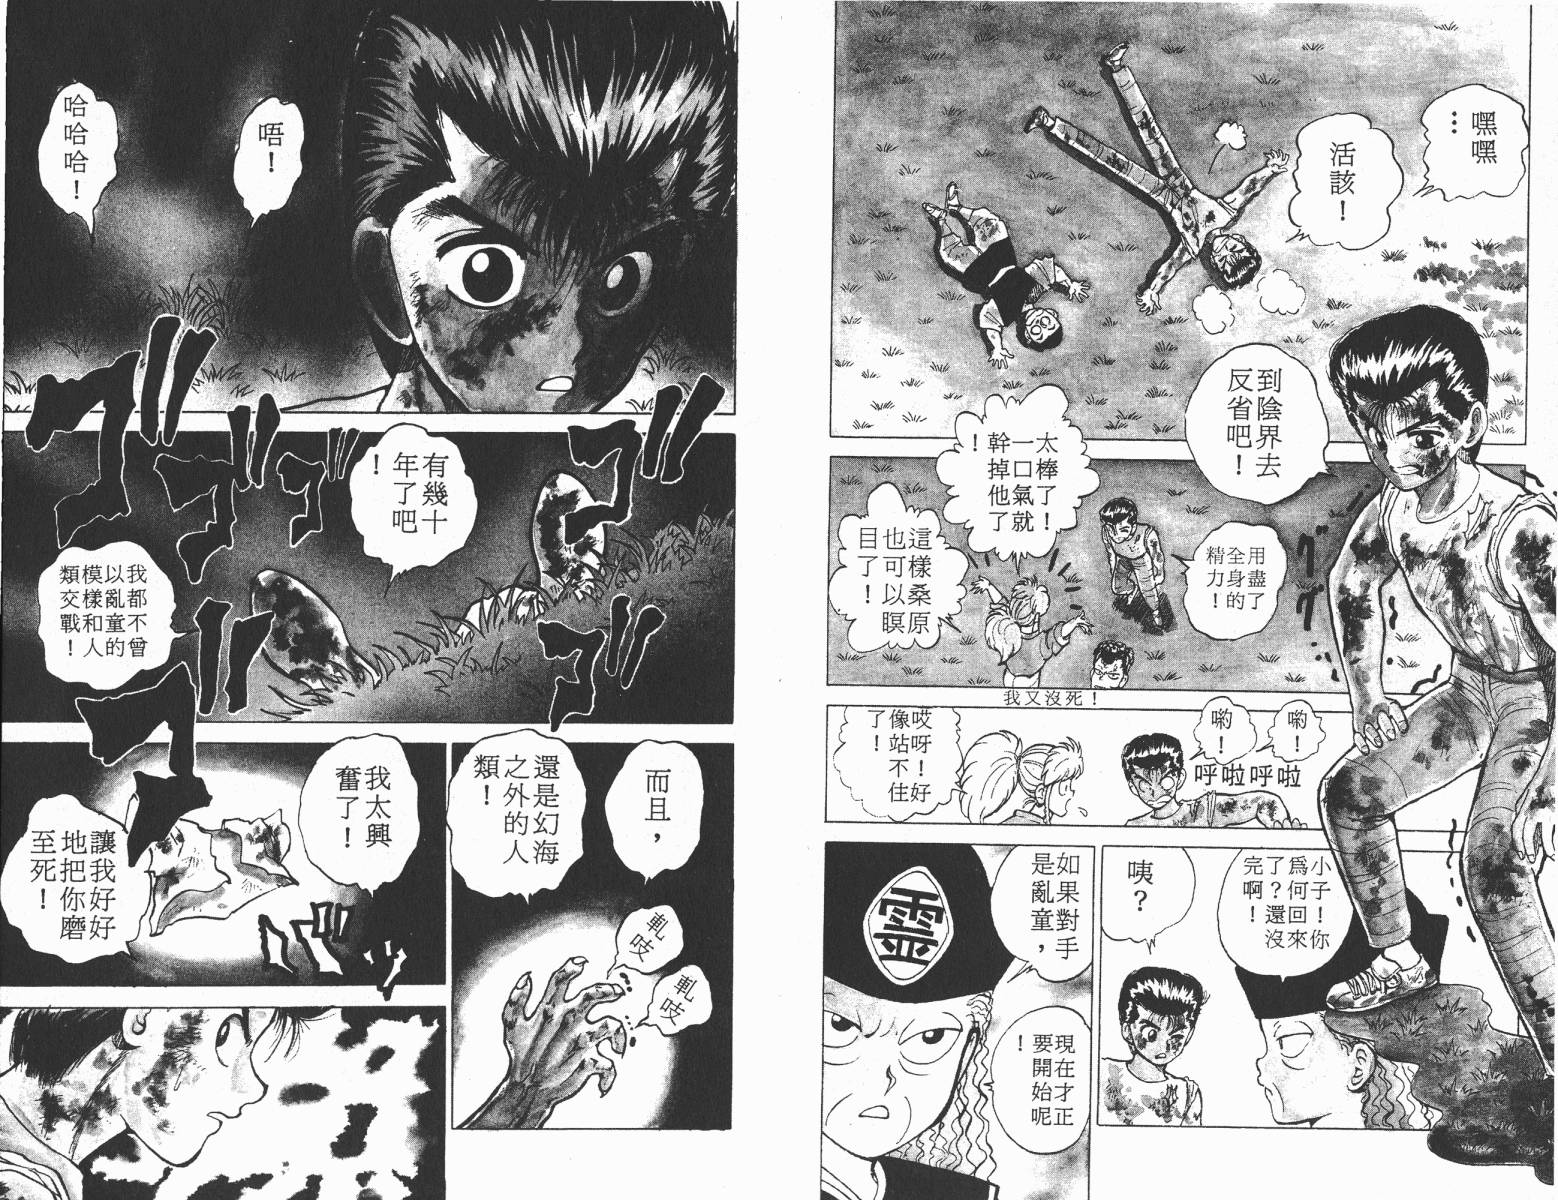 嘿嘿
…
活該！
到陰界去
反省吧！
用盡了
全身的
精力！
太棒了！
一口氣就
幹掉他了
！
這樣桑原
也可以瞑
目了！
我又沒死！
喲！
喲！
呼啦呼啦
哎呀！好
像站不住
了！
小子！你
爲何回來
了？還沒
完啊！
咦？
如果對手
是亂童，
現在才正
要開始呢
！
靈
唔！
哈哈哈！
有幾十
年了吧
！
我都不曾
以亂童的
模樣和人
類交戰！
而且，
還是幻海
之外的人
類！
軋吱
軋吱
我太興
奮了！
讓我好好
地把你磨
至死！